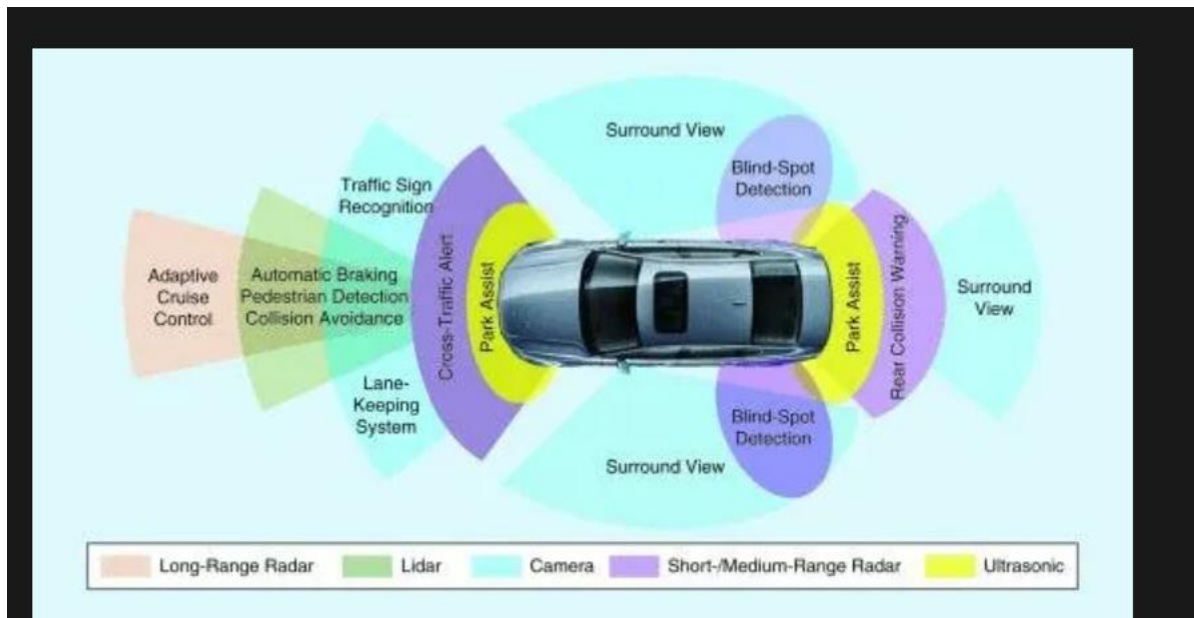 Surround View
Blind-Spot
Detection
Traffic Sign
Recognition
Adaptive
Cruise
Control
Automatic Braking
Pedestrian Detection
Collision Avoidance
Cross-Traffic Alert
Park Assist
Park Assist
Rear Collision Warning
Surround
View
Lane-
Keeping
System
Blind-Spot
Detection
Surround View
Long-Range Radar
Lidar
Camera
Short-/Medium-Range Radar
Ultrasonic